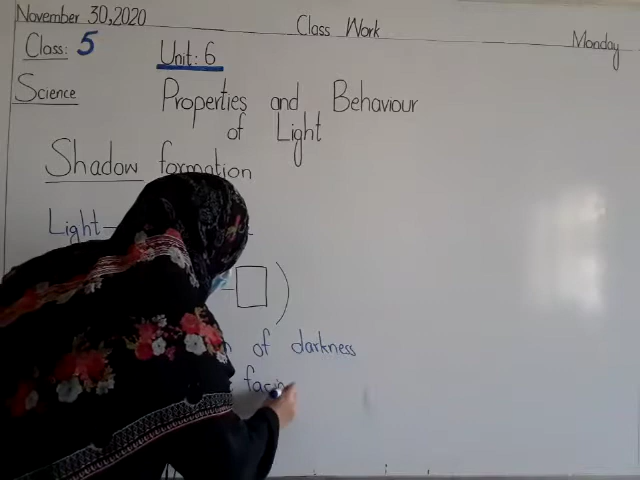 November 30,2020 Class Work Monday
Class: 5 Unit: 6
Science Properties and Behaviour
of Light
Shadow formation
Light
of darkness